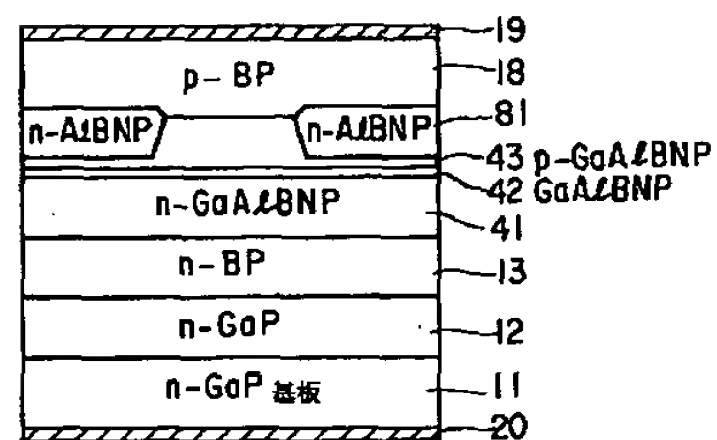 19
p-BP 18
n-AlBNP n-AlBNP 81
43 p-GaAlBNP
42 GaAlBNP
n-GaAlBNP 41
n-BP 13
n-GaP 12
n-GaP 基板 11
20